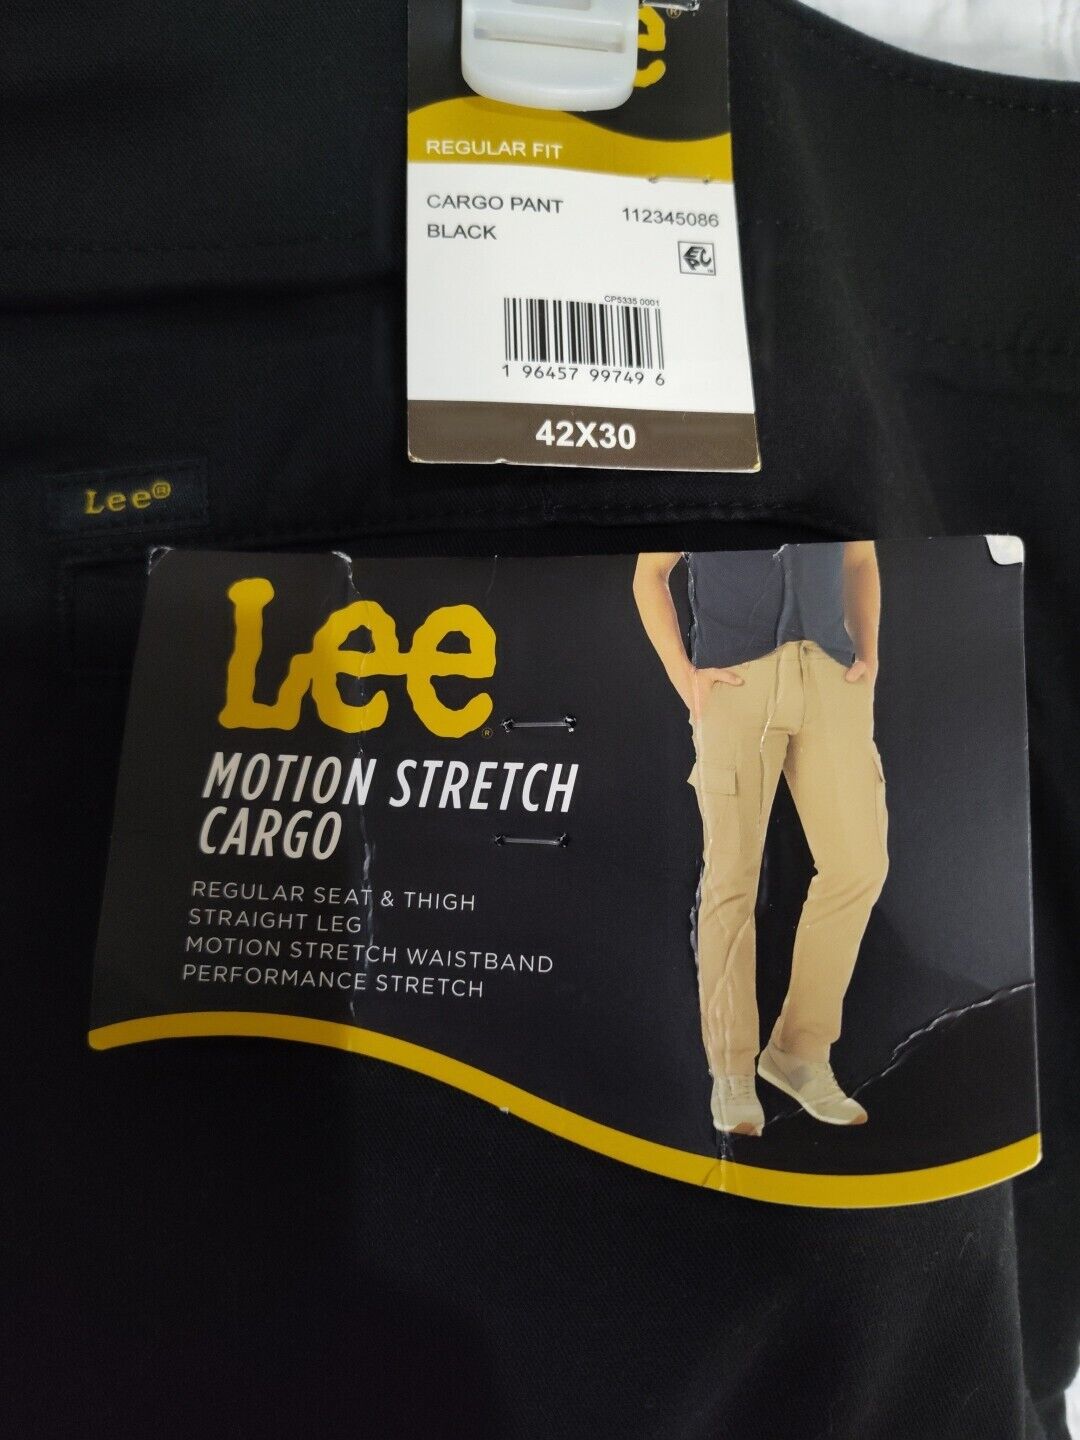 e®
REGULAR FIT
CARGO PANT 112345086
BLACK
CP5335 0001
1 96457 99749 6
42X30
Lee®
Lee®
MOTION STRETCH
CARGO
REGULAR SEAT & THIGH
STRAIGHT LEG
MOTION STRETCH WAISTBAND
PERFORMANCE STRETCH